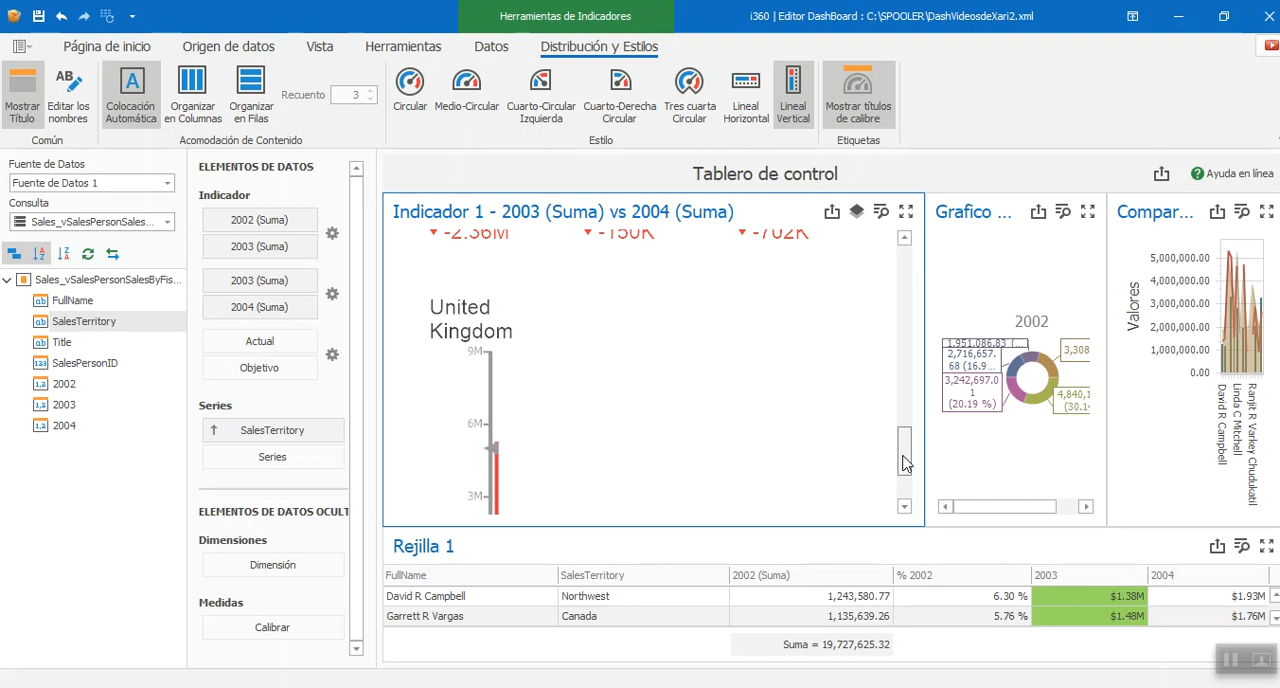 Herramientas de Indicadores
i360 | Editor DashBoard : C:\SPOOLER\DashVideosdeXari2.xml
Página de inicio
Origen de datos
Vista
Herramientas
Datos
Distribución y Estilos
Mostrar Título
Editar los nombres
Colocación Automática
Organizar en Columnas
Organizar en Filas
Recuento 3
Circular
Medio-Circular
Cuarto-Circular Izquierda
Cuarto-Derecha Circular
Tres cuarta Circular
Lineal Horizontal
Lineal Vertical
Mostrar títulos de calibre
Común
Acomodación de Contenido
Estilo
Etiquetas
Fuente de Datos
Fuente de Datos 1
Consulta
Sales_vSalesPersonSales...
Sales_vSalesPersonSalesByFis...
FullName
SalesTerritory
Title
SalesPersonID
2002
2003
2004
ELEMENTOS DE DATOS
Indicador
2002 (Suma)
2003 (Suma)
2003 (Suma)
2004 (Suma)
Actual
Objetivo
Series
SalesTerritory
Series
ELEMENTOS DE DATOS OCULT
Dimensiones
Dimensión
Medidas
Calibrar
Tablero de control
Ayuda en línea
Indicador 1 - 2003 (Suma) vs 2004 (Suma)
-2.36M -150K -702K
United
Kingdom
9M
6M
3M
Grafico ...
2002
1,951,086.83 (...
2,716,657.
68 (16.9...
3,242,697.0
1
(20.19 %)
3,308
4,840,1
(30.1
Compar...
Valores
5,000,000.00
4,000,000.00
3,000,000.00
2,000,000.00
1,000,000.00
0.00
David R Campbell
Linda C Mitchell
Ranjit R Varkey Chudukatil
Rejilla 1
FullName SalesTerritory 2002 (Suma) % 2002 2003 2004
David R Campbell Northwest 1,243,580.77 6.30 % $1.38M $1.93M
Garrett R Vargas Canada 1,135,639.26 5.76 % $1.48M $1.76M
Suma = 19,727,625.32